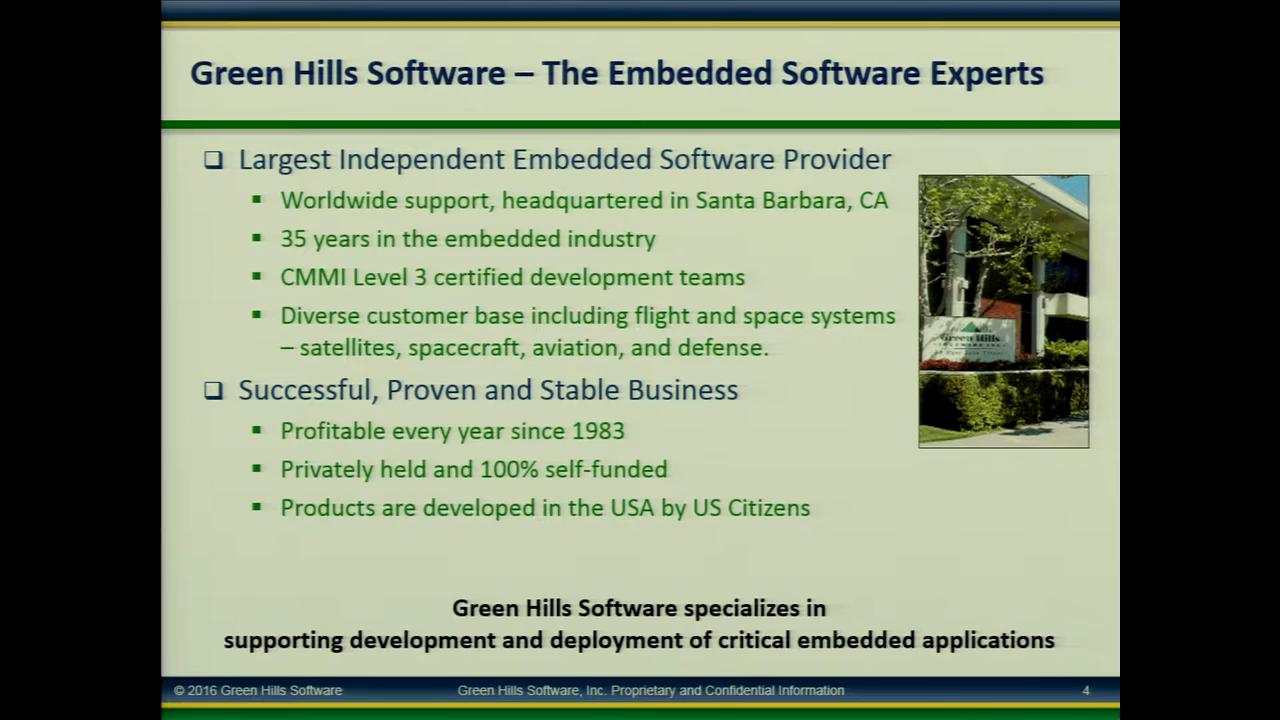 Green Hills Software – The Embedded Software Experts
❑ Largest Independent Embedded Software Provider
▪ Worldwide support, headquartered in Santa Barbara, CA
▪ 35 years in the embedded industry
▪ CMMI Level 3 certified development teams
▪ Diverse customer base including flight and space systems
– satellites, spacecraft, aviation, and defense.
Green Hills
❑ Successful, Proven and Stable Business
▪ Profitable every year since 1983
▪ Privately held and 100% self-funded
▪ Products are developed in the USA by US Citizens
Green Hills Software specializes in
supporting development and deployment of critical embedded applications
© 2016 Green Hills Software
Green Hills Software, Inc. Proprietary and Confidential Information
4